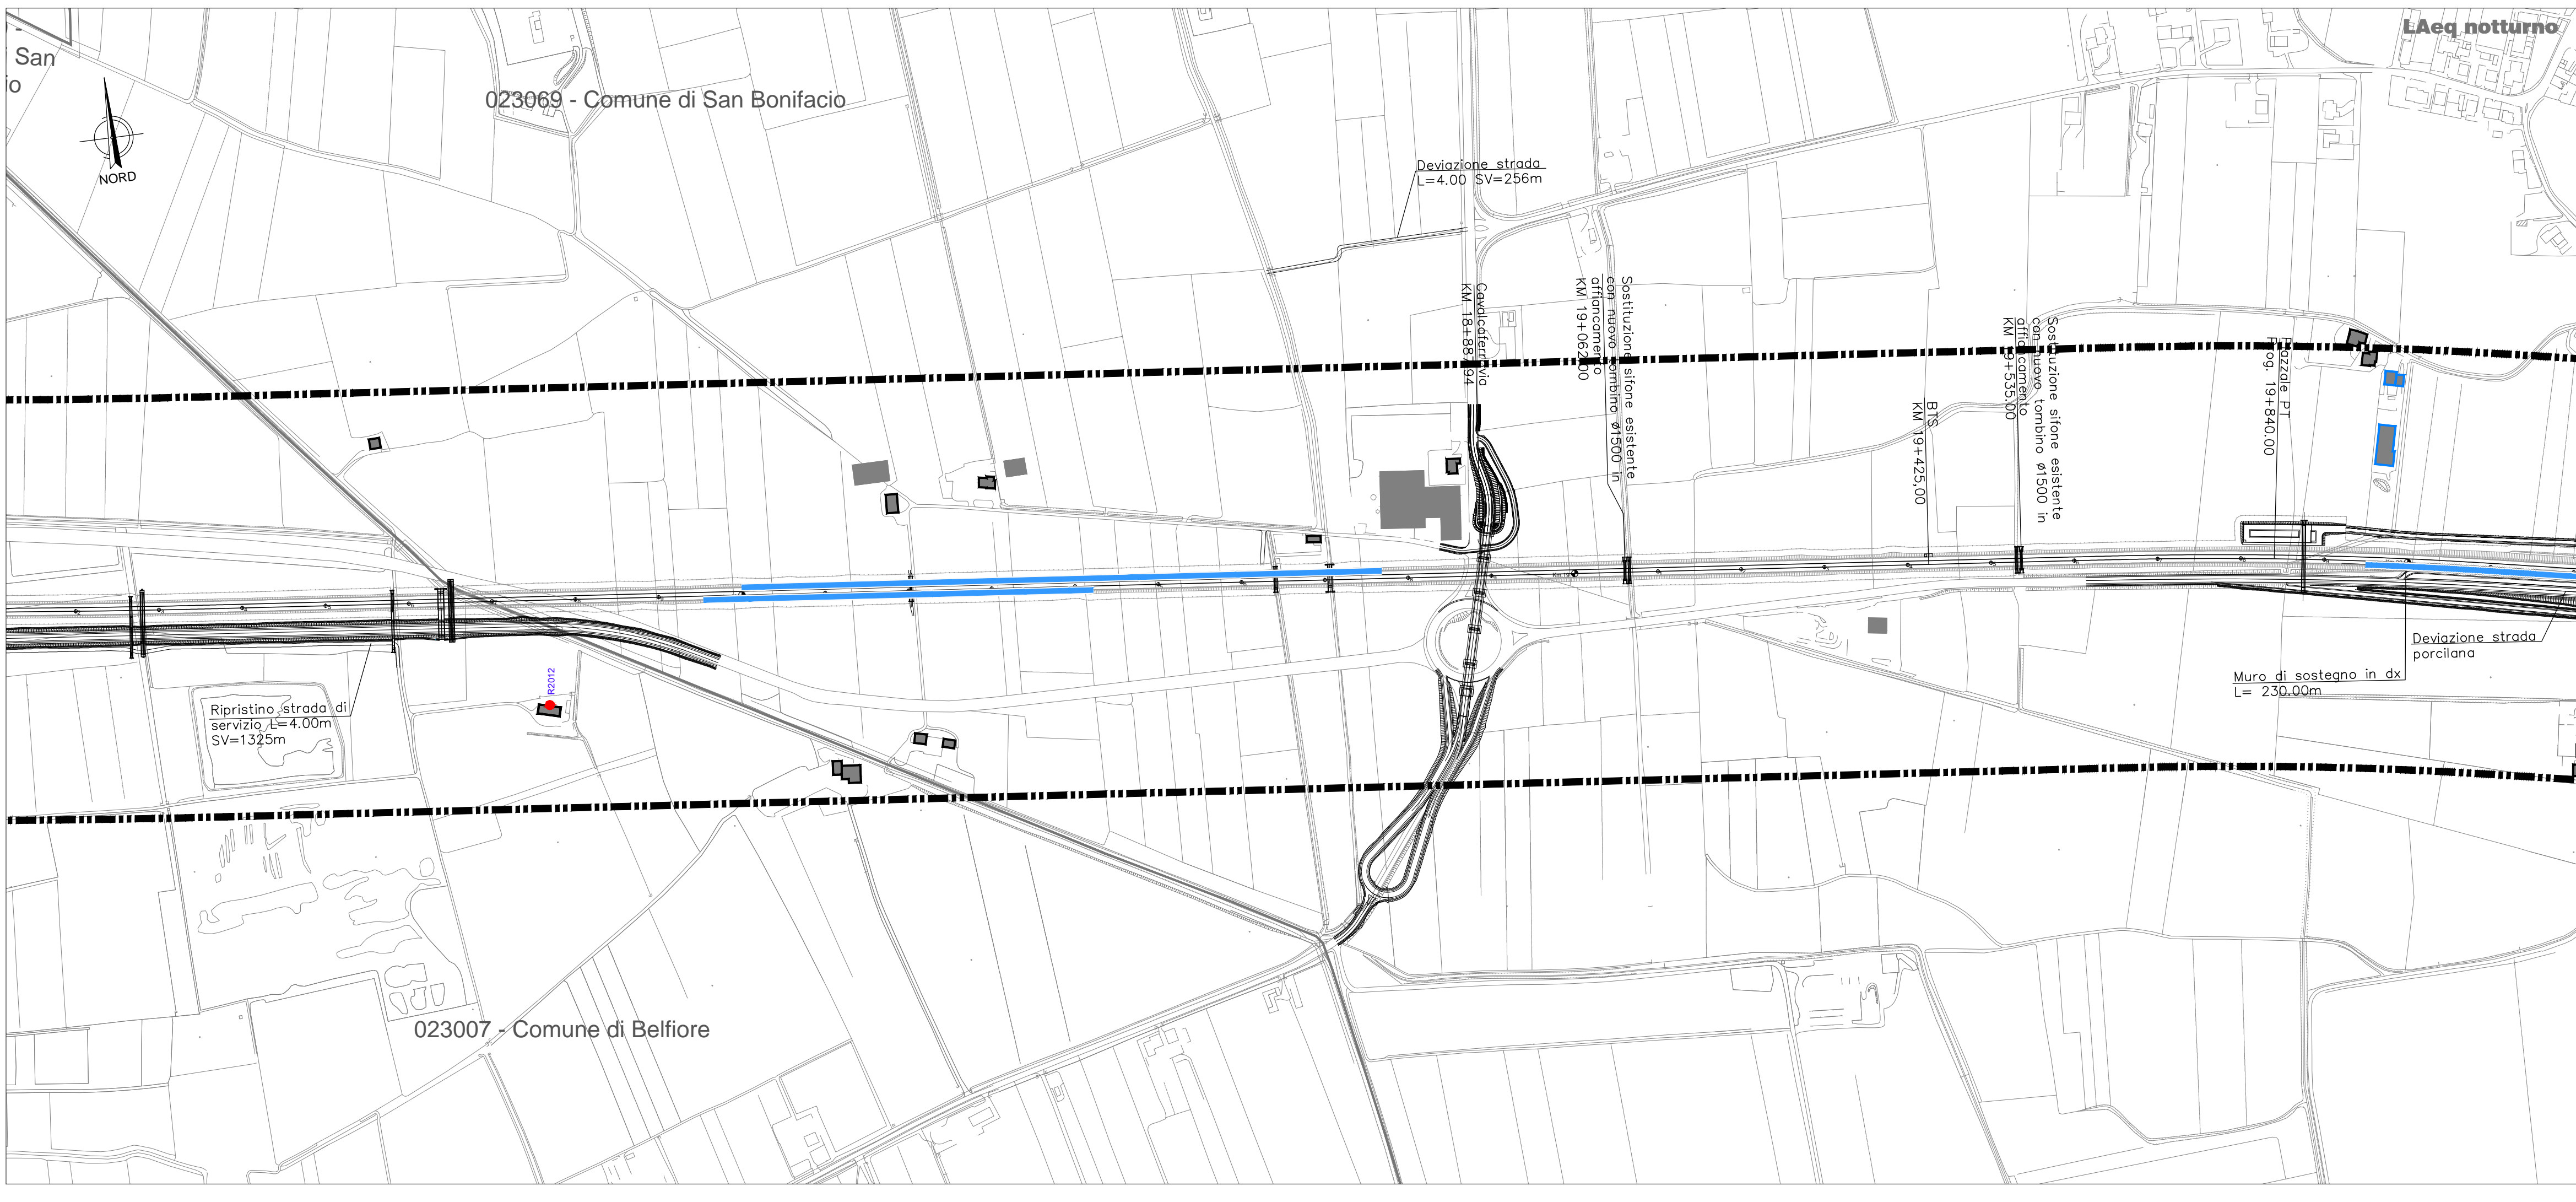 LAeq notturno
San
io
023069 - Comune di San Bonifacio
NORD
Deviazione strada
L=4.00 SV=256m
Cavalcaferrovia
KM 18+887.94
Sostituzione sifone esistente
con nuovo tombino ø1500 in
affiancamento
KM 19+062.00
Sostituzione sifone esistente
con nuovo tombino ø1500 in
affiancamento
KM 19+535.00
BTS
KM 19+425,00
Piazzale PT
Prog. 19+840.00
R2012
Ripristino strada di
servizio L=4.00m
SV=1325m
Deviazione strada
porcilana
Muro di sostegno in dx
L= 230.00m
023007 - Comune di Belfiore